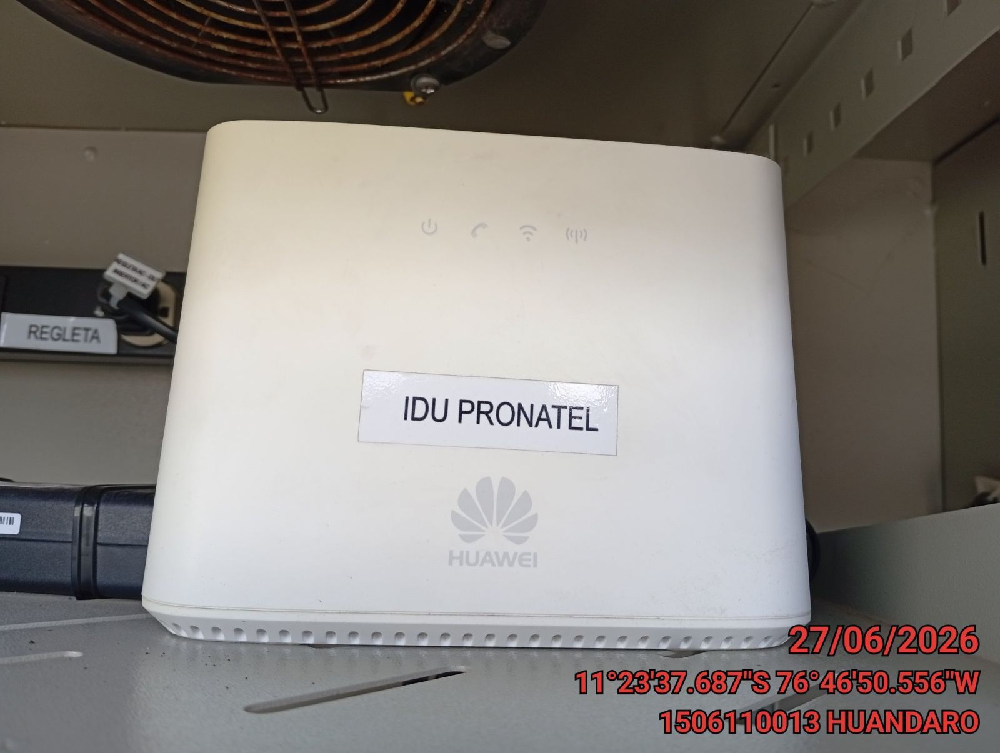 REGLETA
IDU PRONATEL
HUAWEI
27/06/2026
11°23'37.687"S 76°46'50.556"W
1506110013 HUANDARO